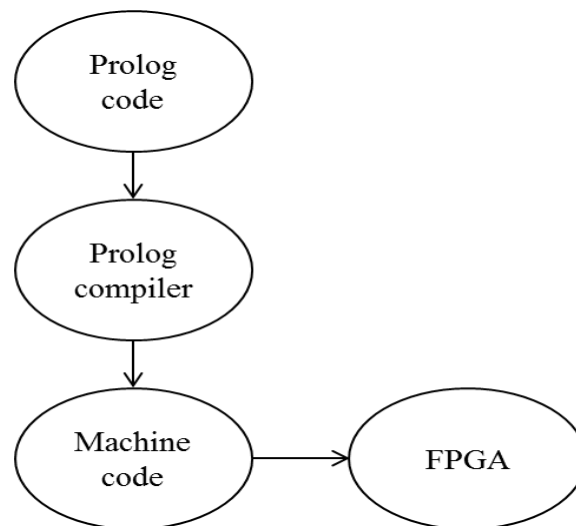 Prolog
code
Prolog
compiler
Machine
code
FPGA